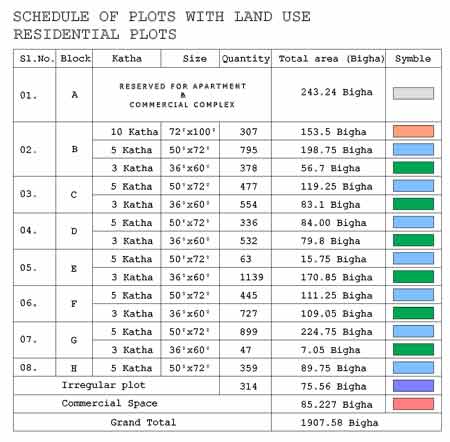 SCHEDULE OF PLOTS WITH LAND USE
RESIDENTIAL PLOTS
Sl.No. Block Katha Size Quantity Total area (Bigha) Symble
01. A RESERVED FOR APARTMENT & COMMERCIAL COMPLEX 243.24 Bigha
02. B 10 Katha 72'x100' 307 153.5 Bigha
5 Katha 50'x72' 795 198.75 Bigha
3 Katha 36'x60' 378 56.7 Bigha
03. C 5 Katha 50'x72' 477 119.25 Bigha
3 Katha 36'x60' 554 83.1 Bigha
04. D 5 Katha 50'x72' 336 84.00 Bigha
3 Katha 36'x60' 532 79.8 Bigha
05. E 5 Katha 50'x72' 63 15.75 Bigha
3 Katha 36'x60' 1139 170.85 Bigha
06. F 5 Katha 50'x72' 445 111.25 Bigha
3 Katha 36'x60' 727 109.05 Bigha
07. G 5 Katha 50'x72' 899 224.75 Bigha
3 Katha 36'x60' 47 7.05 Bigha
08. H 5 Katha 50'x72' 359 89.75 Bigha
Irregular plot 314 75.56 Bigha
Commercial Space 85.227 Bigha
Grand Total 1907.58 Bigha